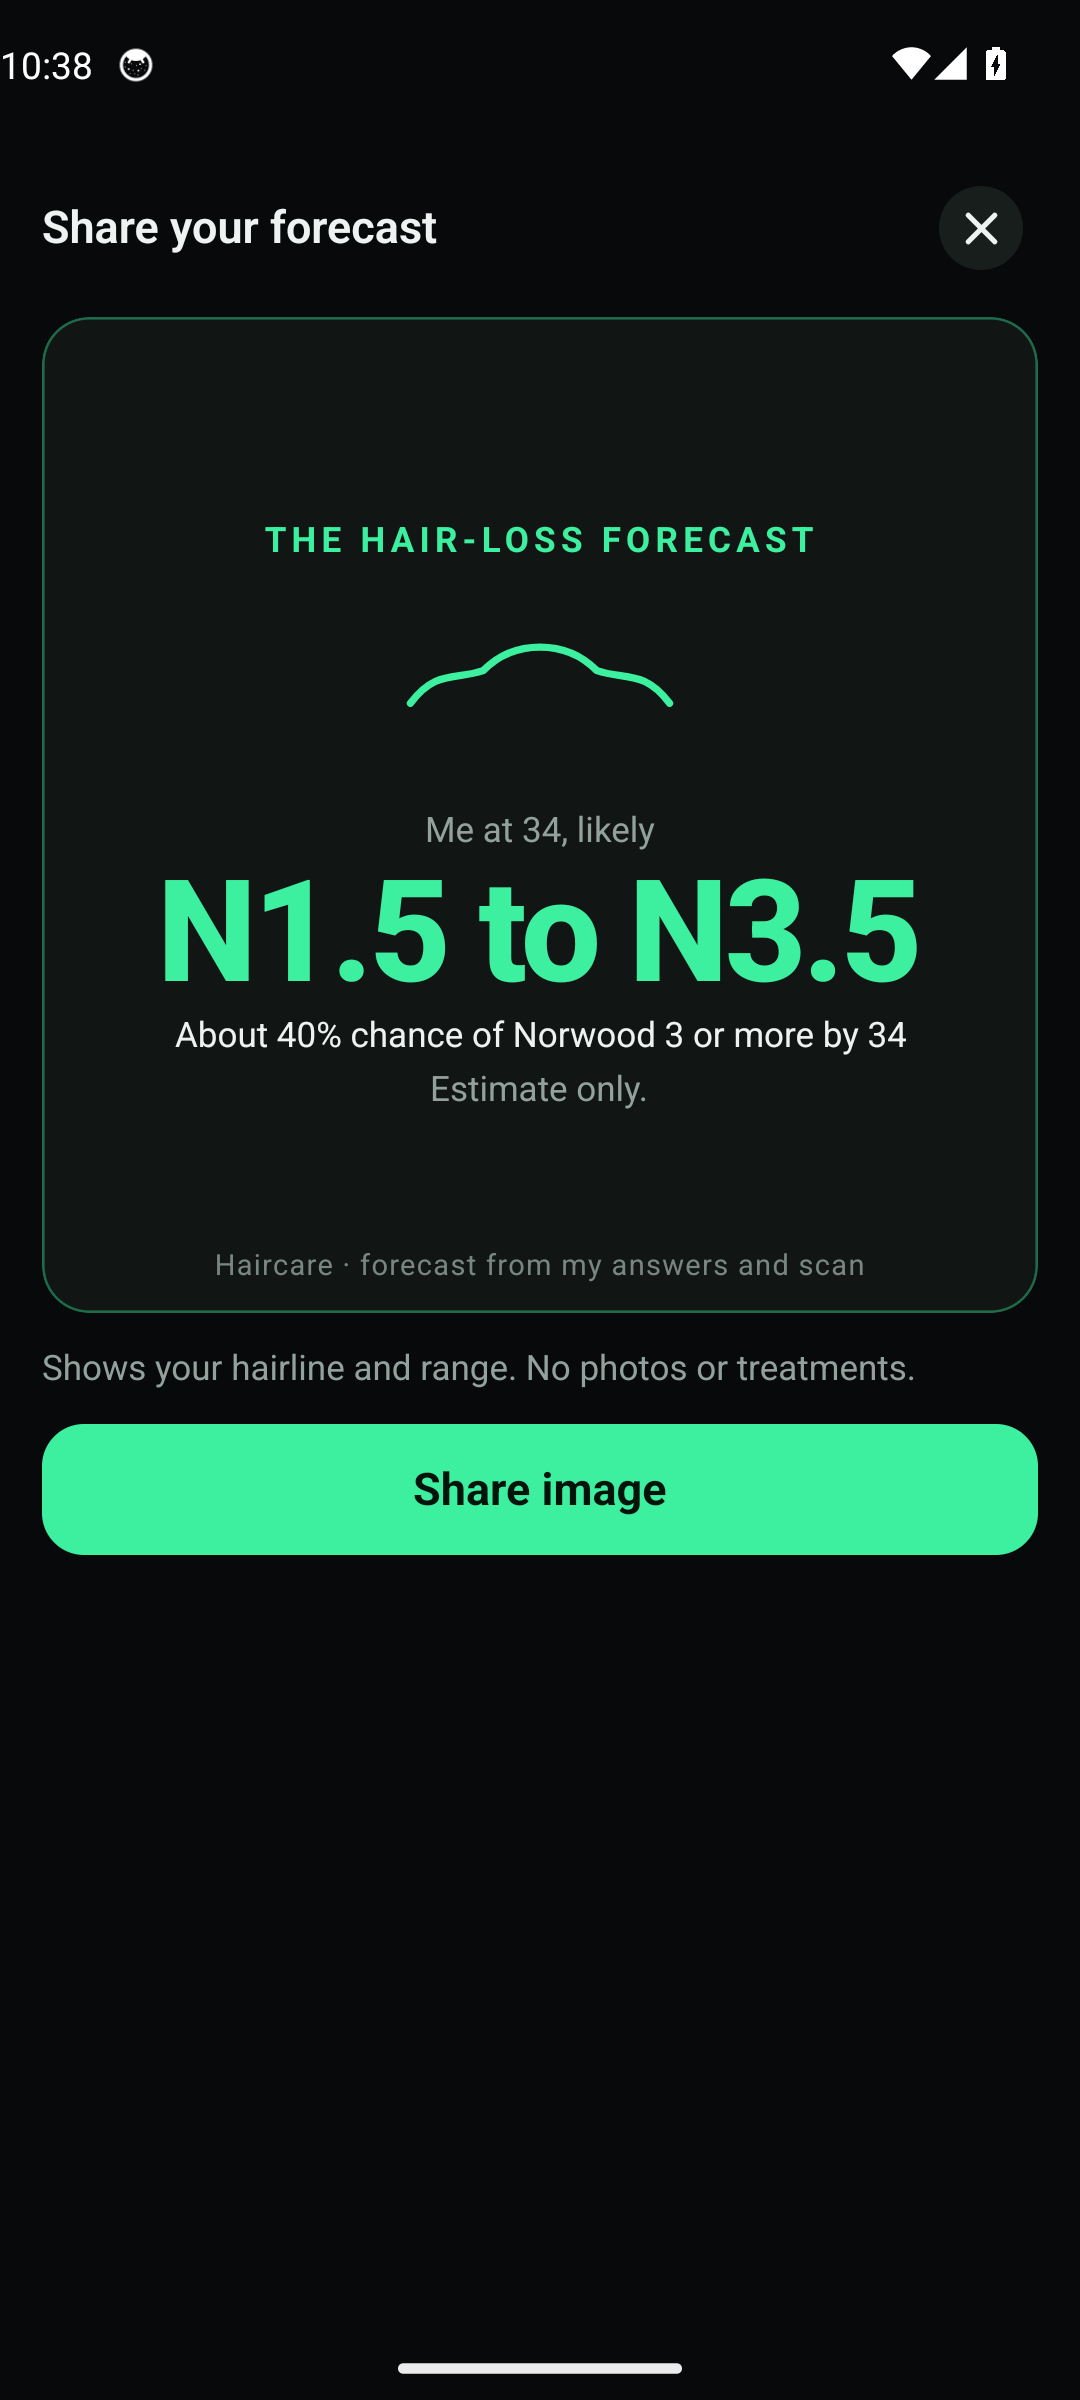 10:38
Share your forecast
THE HAIR-LOSS FORECAST
Me at 34, likely
N1.5 to N3.5
About 40% chance of Norwood 3 or more by 34
Estimate only.
Haircare · forecast from my answers and scan
Shows your hairline and range. No photos or treatments.
Share image